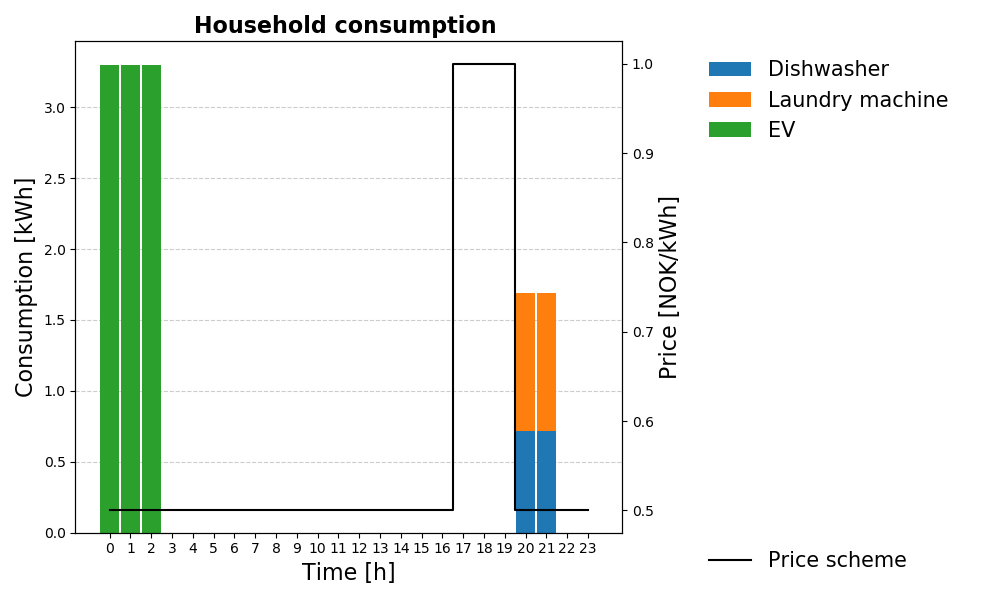 Household consumption
Consumption [kWh]
3.0
2.5
2.0
1.5
1.0
0.5
0.0
0 1 2 3 4 5 6 7 8 9 10 11 12 13 14 15 16 17 18 19 20 21 22 23
Time [h]
1.0
0.9
0.8
0.7
0.6
0.5
Price [NOK/kWh]
Dishwasher
Laundry machine
EV
Price scheme